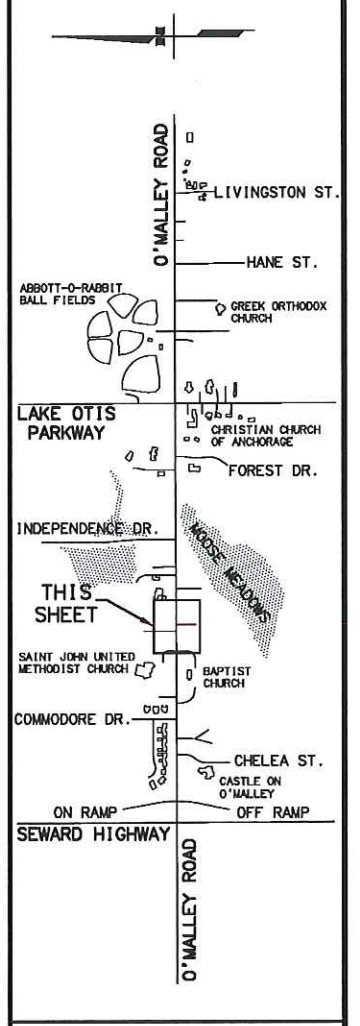 O'MALLEY ROAD
LIVINGSTON ST.
HANE ST.
ABBOTT-O-RABBIT
BALL FIELDS
GREEK ORTHODOX
CHURCH
LAKE OTIS
PARKWAY
CHRISTIAN CHURCH
OF ANCHORAGE
FOREST DR.
INDEPENDENCE DR.
MOOSE MEADOWS
THIS
SHEET
SAINT JOHN UNITED
METHODIST CHURCH
BAPTIST
CHURCH
COMMODORE DR.
CHELEA ST.
CASTLE ON
O'MALLEY
ON RAMP
OFF RAMP
SEWARD HIGHWAY
O'MALLEY ROAD